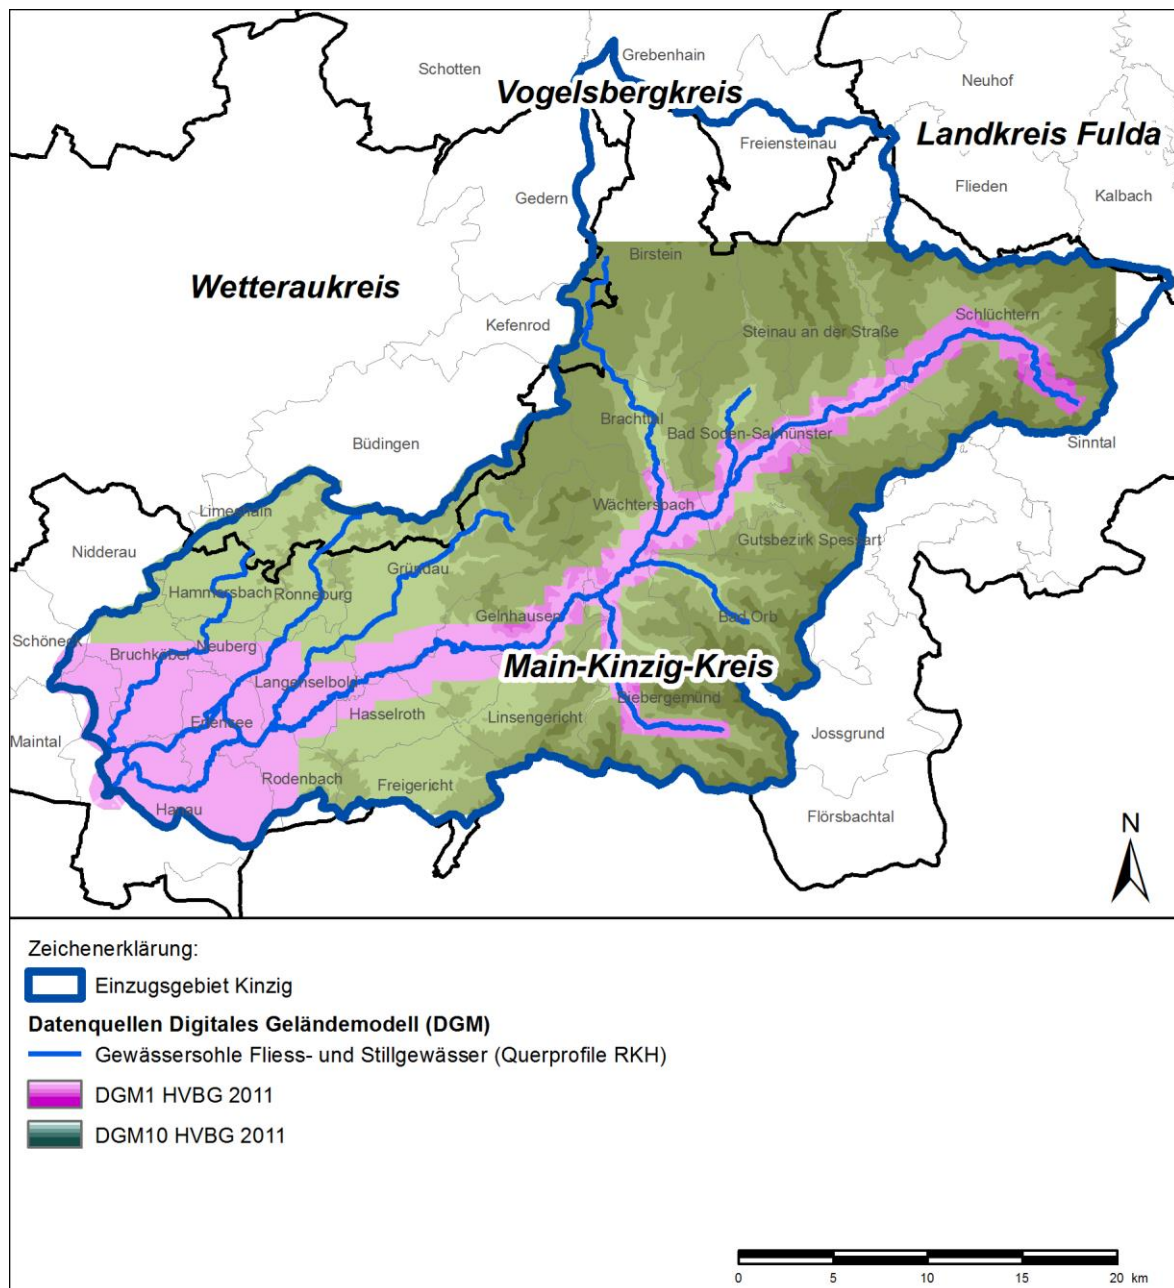 Schotten
Grebenhain
Neuhof
Vogelsbergkreis
Landkreis Fulda
Freiensteinau
Flieden
Kalbach
Gedern
Birstein
Wetteraukreis
Kefenrod
Schlüchtern
Steinau an der Straße
Brachttal
Bad Soden-Salmünster
Büdingen
Sinntal
Limeshain
Wächtersbach
Nidderau
Gutsbezirk Spessart
Gründau
Hammersbach
Ronneburg
Gelnhausen
Bad Orb
Schöneck
Neuberg
Bruchköbel
Main-Kinzig-Kreis
Langenselbold
Biebergemünd
Hasselroth
Linsengericht
Erlensee
Jossgrund
Maintal
Rodenbach
Freigericht
Hanau
Flörsbachtal
N
Zeichenerklärung:
Einzugsgebiet Kinzig
Datenquellen Digitales Geländemodell (DGM)
Gewässersohle Fliess- und Stillgewässer (Querprofile RKH)
DGM1 HVBG 2011
DGM10 HVBG 2011
0 5 10 15 20 km